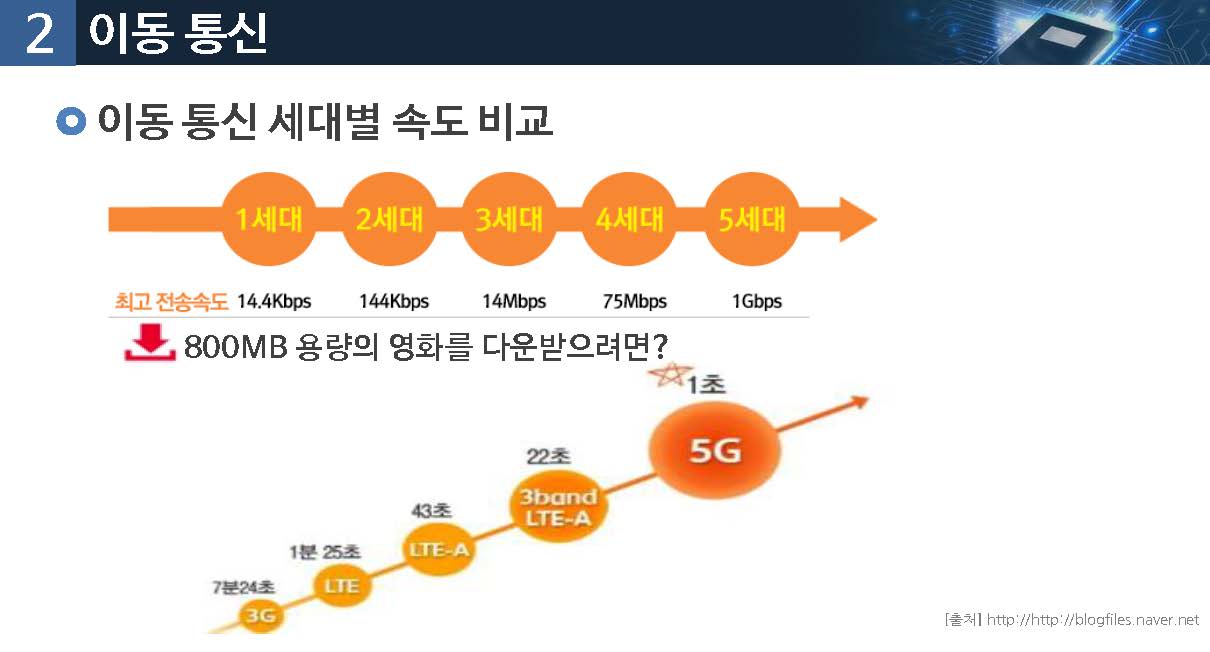 2 이동 통신
이동 통신 세대별 속도 비교
1세대 2세대 3세대 4세대 5세대
최고 전송속도 14.4Kbps 144Kbps 14Mbps 75Mbps 1Gbps
800MB 용량의 영화를 다운받으려면?
1초
5G
22초
3band
LTE-A
43초
LTE-A
1분 25초
LTE
7분24초
3G
[출처] http://http://blogfiles.naver.net